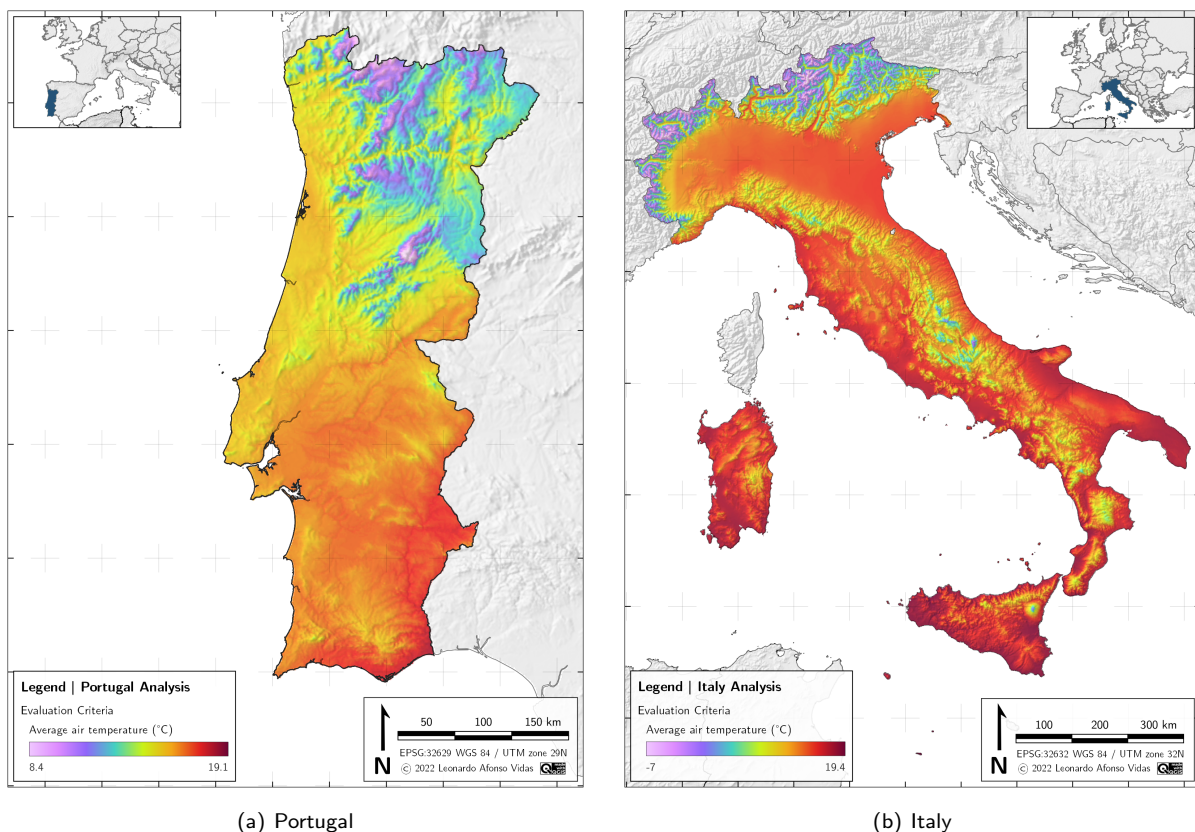 Legend | Portugal Analysis
Evaluation Criteria
Average air temperature (°C)
8.4 19.1
50 100 150 km
N
EPSG:32629 WGS 84 / UTM zone 29N
© 2022 Leonardo Afonso Vidas
(a) Portugal
Legend | Italy Analysis
Evaluation Criteria
Average air temperature (°C)
-7 19.4
100 200 300 km
N
EPSG:32632 WGS 84 / UTM zone 32N
© 2022 Leonardo Afonso Vidas
(b) Italy